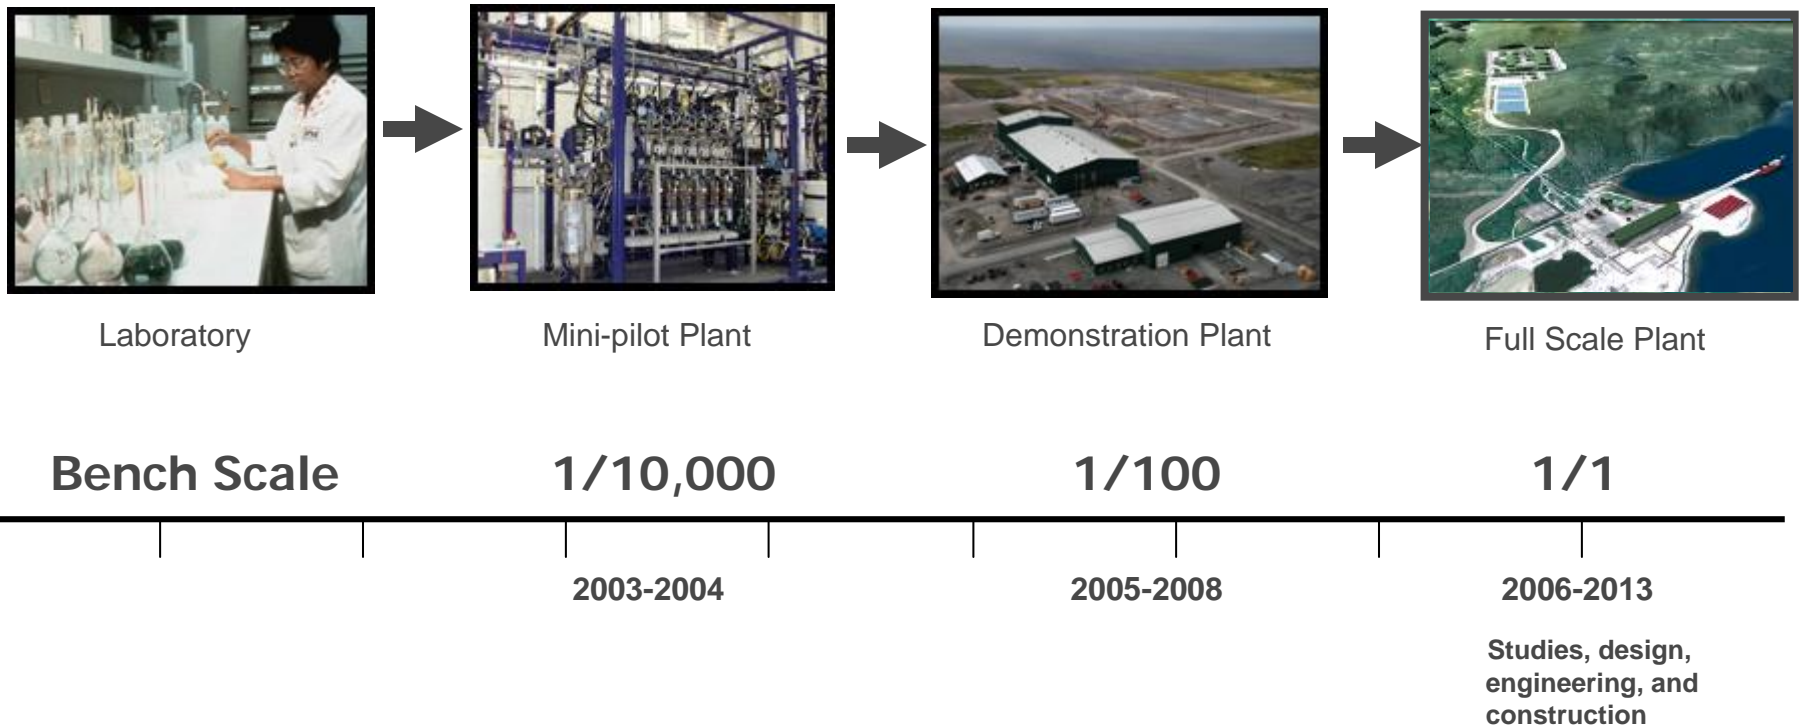 Laboratory
Mini-pilot Plant
Demonstration Plant
Full Scale Plant
Bench Scale
1/10,000
1/100
1/1
2003-2004
2005-2008
2006-2013
Studies, design,
engineering, and
construction